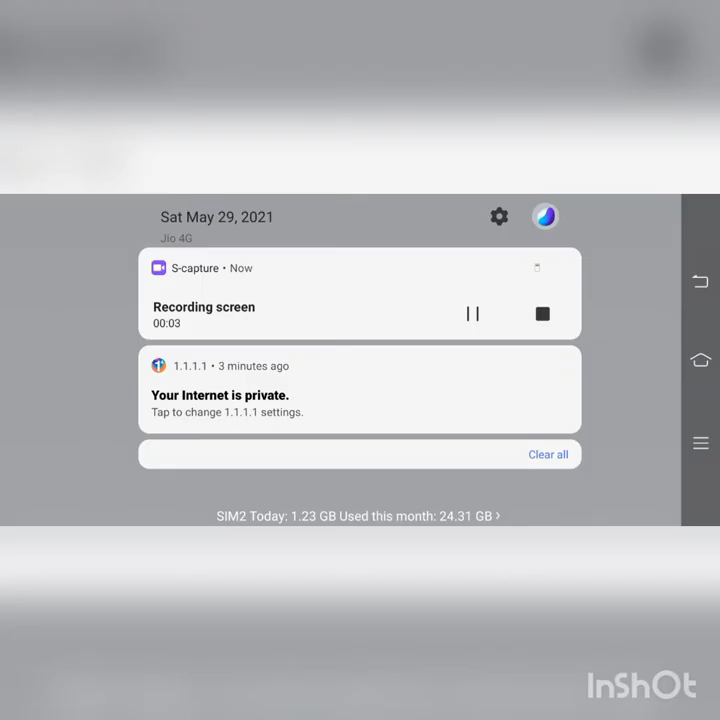 Sat May 29, 2021
Jio 4G
S-capture • Now
Recording screen
00:03
1.1.1.1 • 3 minutes ago
Your Internet is private.
Tap to change 1.1.1.1 settings.
Clear all
SIM2 Today: 1.23 GB Used this month: 24.31 GB ›
InShOt